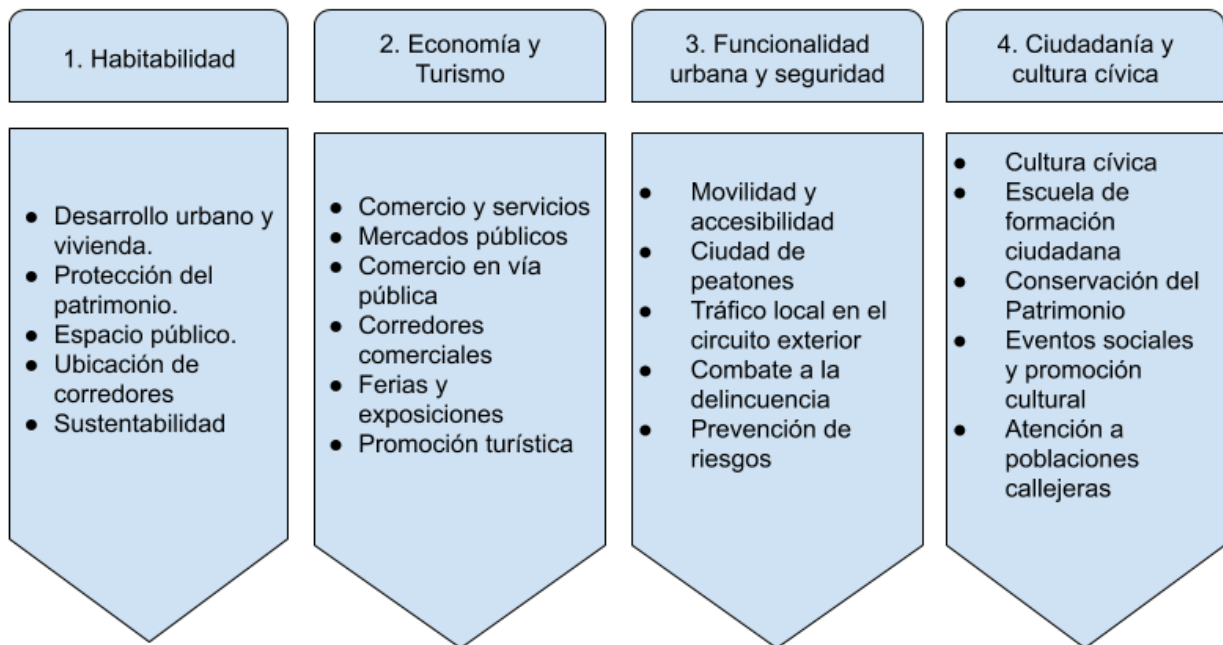 1. Habitabilidad
● Desarrollo urbano y
vivienda.
● Protección del
patrimonio.
● Espacio público.
● Ubicación de
corredores
● Sustentabilidad
2. Economía y
Turismo
● Comercio y servicios
● Mercados públicos
● Comercio en vía
pública
● Corredores
comerciales
● Ferias y
exposiciones
● Promoción turística
3. Funcionalidad
urbana y seguridad
● Movilidad y
accesibilidad
● Ciudad de
peatones
● Tráfico local en el
circuito exterior
● Combate a la
delincuencia
● Prevención de
riesgos
4. Ciudadanía y
cultura cívica
● Cultura cívica
● Escuela de
formación
ciudadana
● Conservación del
Patrimonio
● Eventos sociales
y promoción
cultural
● Atención a
poblaciones
callejeras